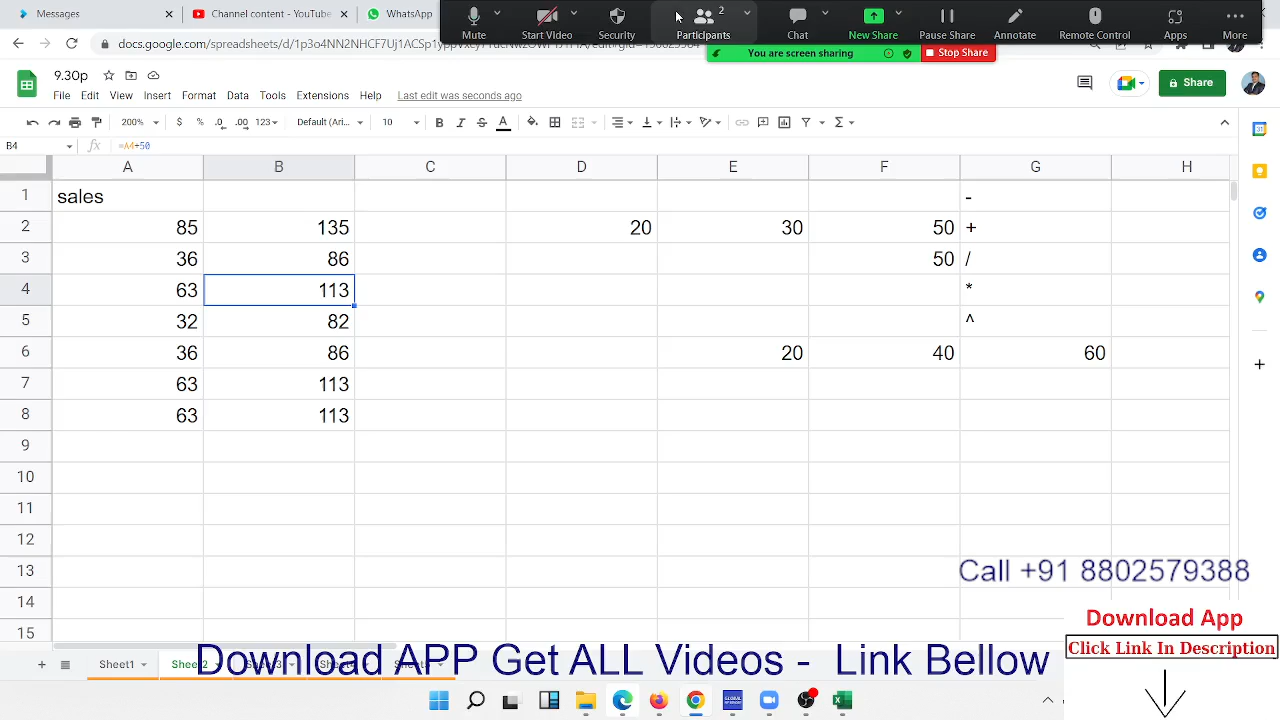 Messages
Channel content - YouTube
WhatsApp
Mute
Start Video
Security
Participants
2
Chat
New Share
Pause Share
Annotate
Remote Control
Apps
More
You are screen sharing
Stop Share
9.30p
File Edit View Insert Format Data Tools Extensions Help Last edit was seconds ago
Share
200% $ % .0 .00 123 Default (Ari... 10 B I S A
B4 fx =A4+50
A B C D E F G H
1 sales -
2 85 135 20 30 50 +
3 36 86 50 /
4 63 113 *
5 32 82 ^
6 36 86 20 40 60
7 63 113
8 63 113
9
10
11
12
13
14
15
Call +91 8802579388
Download App
Click Link In Description
Sheet1
Download APP Get ALL Videos - Link Bellow